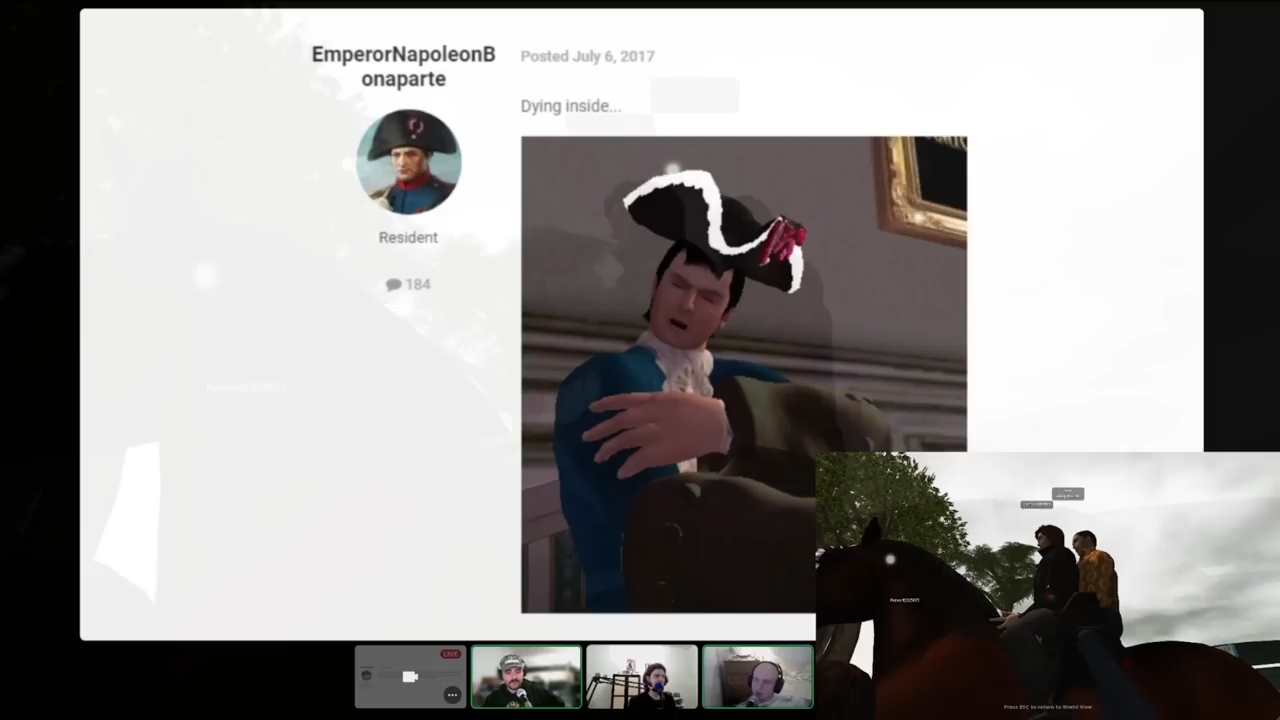 EmperorNapoleonB
onaparte
Posted July 6, 2017
Dying inside...
Resident
184
LIVE
Press ESC to return to World View